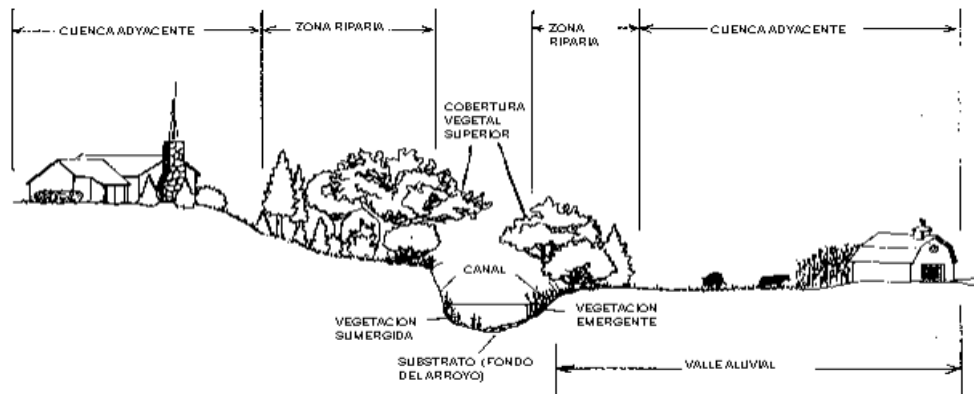 CUENCA ADYACENTE
ZONA RIPARIA
ZONA
RIPARIA
CUENCA ADYACENTE
COBERTURA
VEGETAL
SUPERIOR
CANAL
VEGETACION
SUMERGIDA
VEGETACION
EMERGENTE
SUBSTRATO (FONDO
DEL ARROYO)
VALLE ALUVIAL